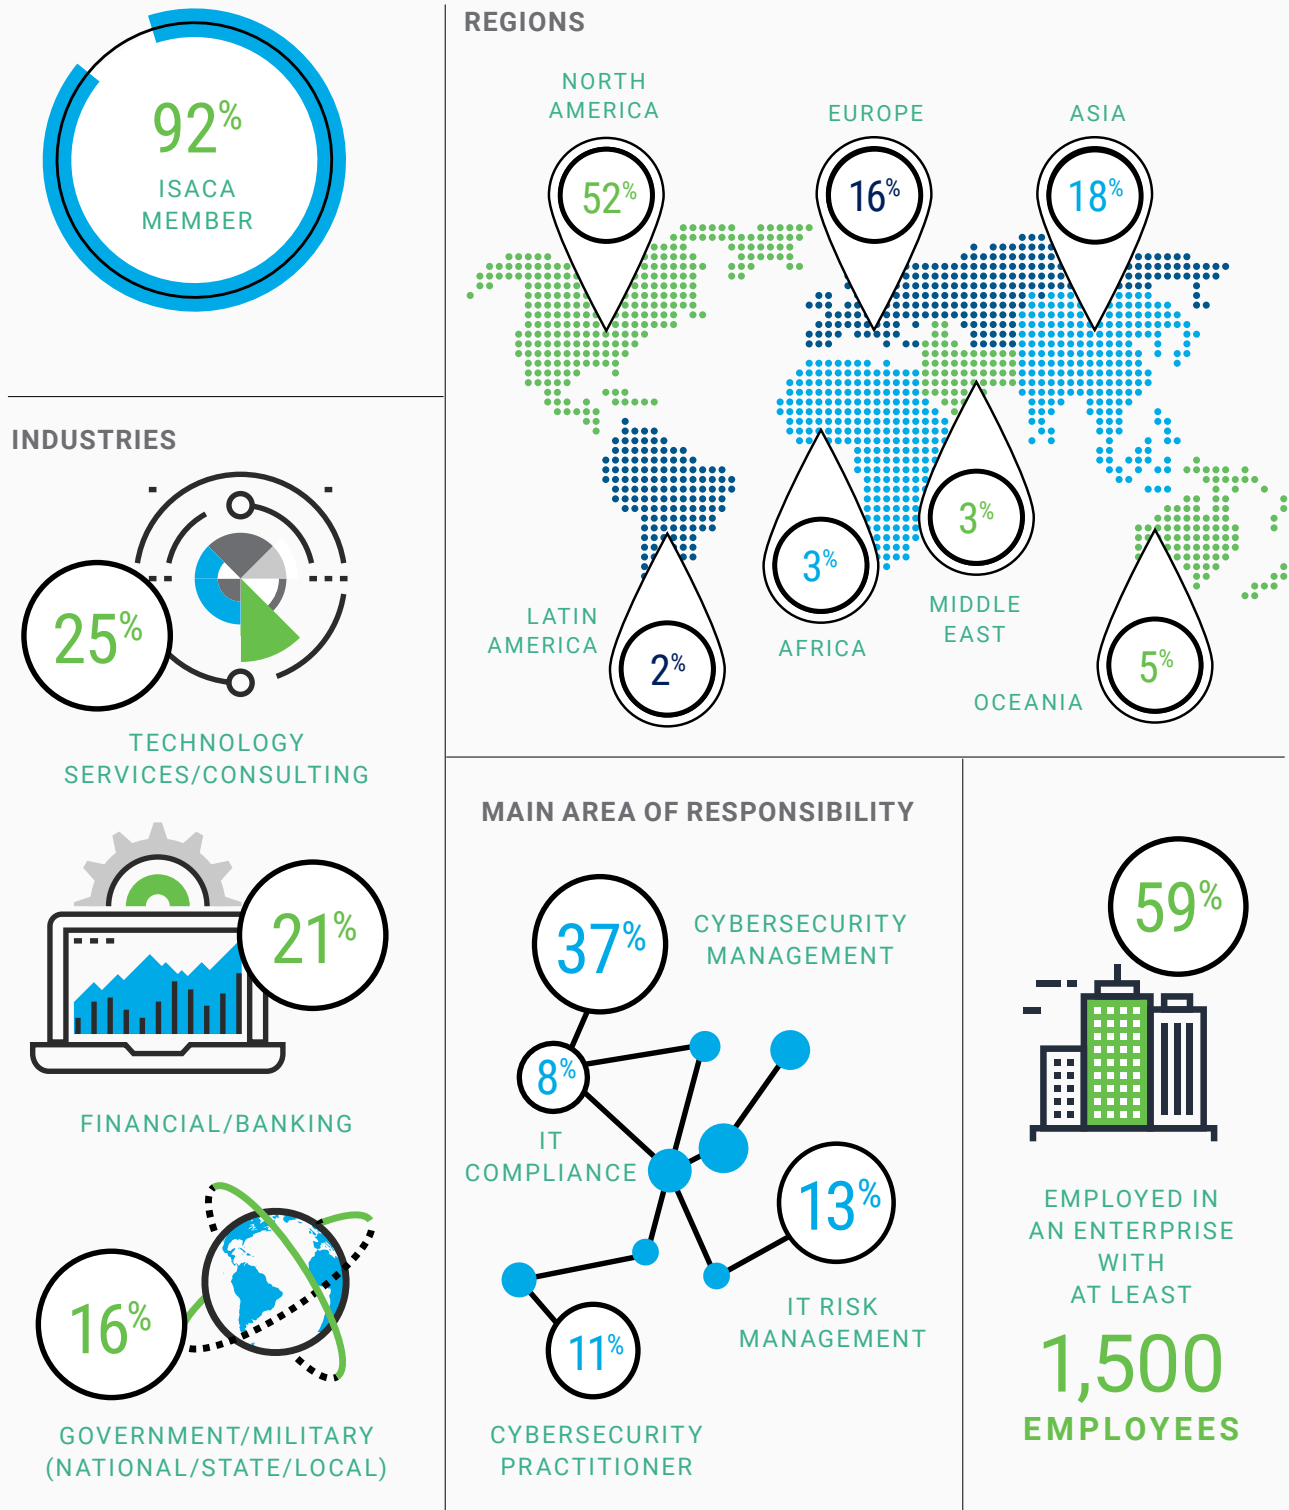 92%
ISACA
MEMBER
INDUSTRIES
25%
TECHNOLOGY
SERVICES/CONSULTING
21%
FINANCIAL/BANKING
16%
GOVERNMENT/MILITARY
(NATIONAL/STATE/LOCAL)
REGIONS
NORTH
AMERICA
52%
EUROPE
16%
ASIA
18%
LATIN
AMERICA
2%
3%
AFRICA
3%
MIDDLE
EAST
OCEANIA
5%
MAIN AREA OF RESPONSIBILITY
37%
CYBERSECURITY
MANAGEMENT
8%
IT
COMPLIANCE
13%
IT RISK
MANAGEMENT
11%
CYBERSECURITY
PRACTITIONER
59%
EMPLOYED IN
AN ENTERPRISE
WITH
AT LEAST
1,500
EMPLOYEES